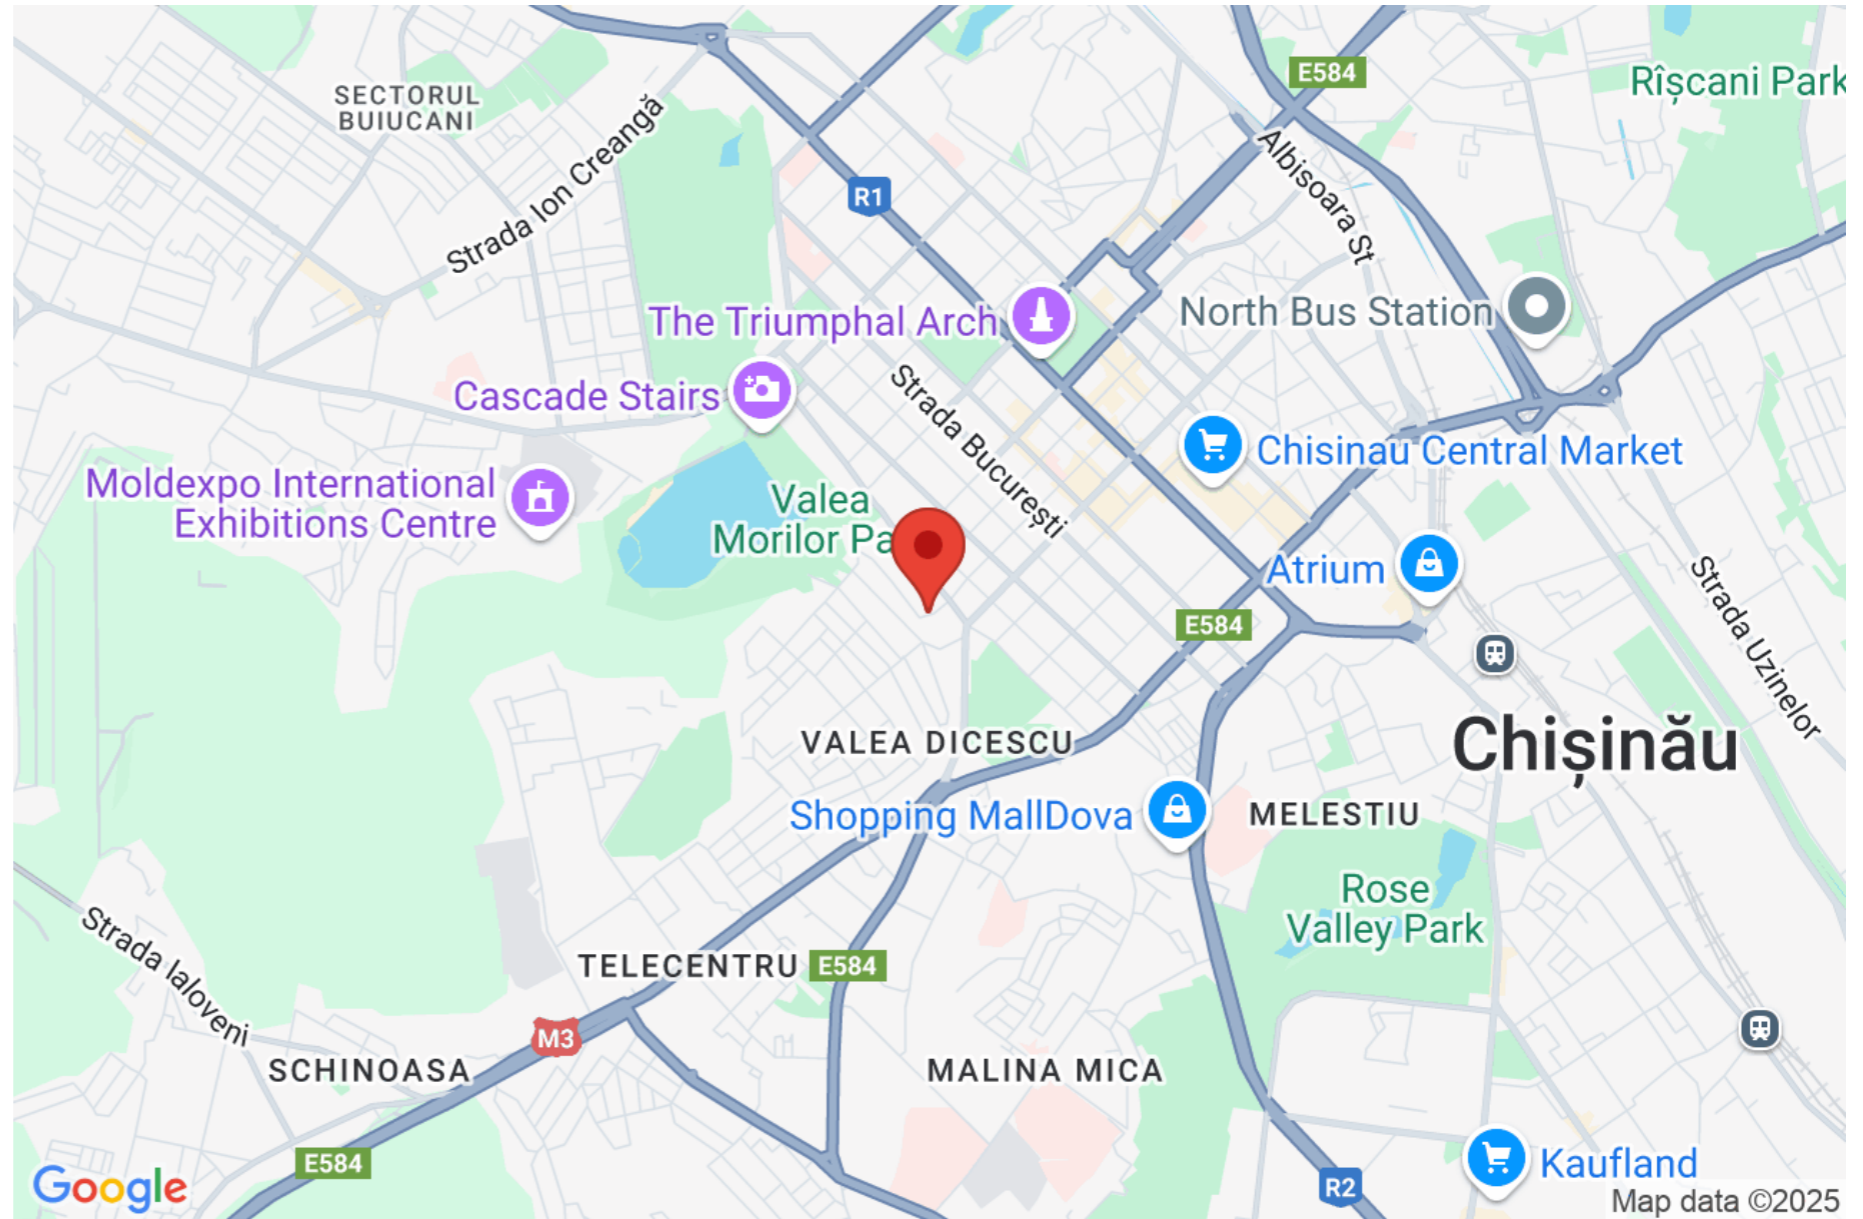 SECTORUL
BUIUCANI
Strada Ion Creangă
E584
Rîșcani Park
Albisoara St
R1
The Triumphal Arch
North Bus Station
Cascade Stairs
Strada București
Chisinau Central Market
Moldexpo International
Exhibitions Centre
Valea
Morilor Pa
Atrium
E584
Strada Uzinelor
VALEA DICESCU
Chișinău
Shopping MallDova
MELESTIU
Rose
Valley Park
Strada Ialoveni
TELECENTRU
E584
M3
SCHINOASA
MALINA MICA
E584
Kaufland
R2
Google
Map data ©2025